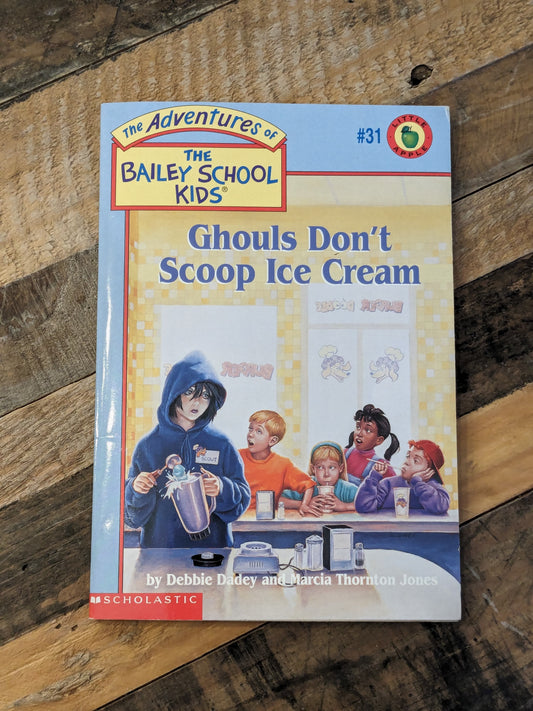 The Adventures of
THE
BAILEY SCHOOL
KIDS®
#31
LITTLE
APPLE
Ghouls Don't
Scoop Ice Cream
by Debbie Dadey and Marcia Thornton Jones
SCHOLASTIC